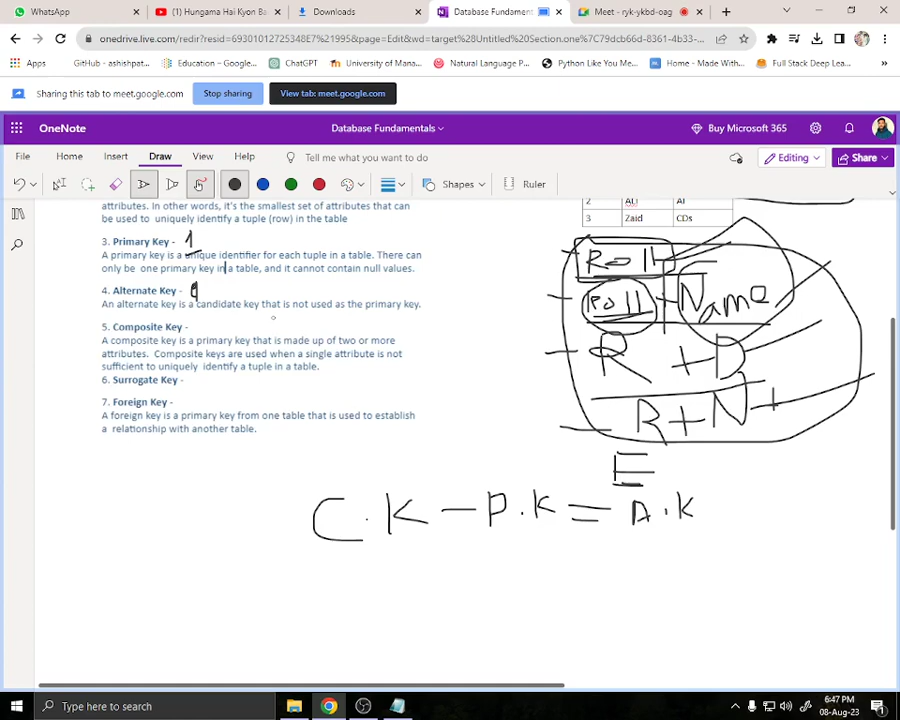 WhatsApp
(1) Hungama Hai Kyon Ba
Downloads
Database Fundament
Meet - ryk-ykbd-oag
onedrive.live.com/redir?resid=69301012725348E7%21995&page=Edit&wd=target%28Untitled%20Section.one%7C79dcb66d-8361-4b33-...
Apps
GitHub - ashishpat...
Education – Google...
ChatGPT
University of Mana...
Natural Language P...
Python Like You Me...
Home - Made With...
Full Stack Deep Lea...
Sharing this tab to meet.google.com
Stop sharing
View tab: meet.google.com
OneNote
Database Fundamentals
Buy Microsoft 365
File
Home
Insert
Draw
View
Help
Tell me what you want to do
Editing
Share
Shapes
Ruler
attributes. In other words, it's the smallest set of attributes that can
be used to uniquely identify a tuple (row) in the table
3. Primary Key - 1
A primary key is a unique identifier for each tuple in a table. There can
only be one primary key in a table, and it cannot contain null values.
4. Alternate Key -
An alternate key is a candidate key that is not used as the primary key.
5. Composite Key -
A composite key is a primary key that is made up of two or more
attributes. Composite keys are used when a single attribute is not
sufficient to uniquely identify a tuple in a table.
6. Surrogate Key -
7. Foreign Key -
A foreign key is a primary key from one table that is used to establish
a relationship with another table.
2 ALI AI
3 Zaid CDs
Roll
Roll + Name
R + D
R + N +
E
C.K - P.K = A.K
Type here to search
6:47 PM
08-Aug-23